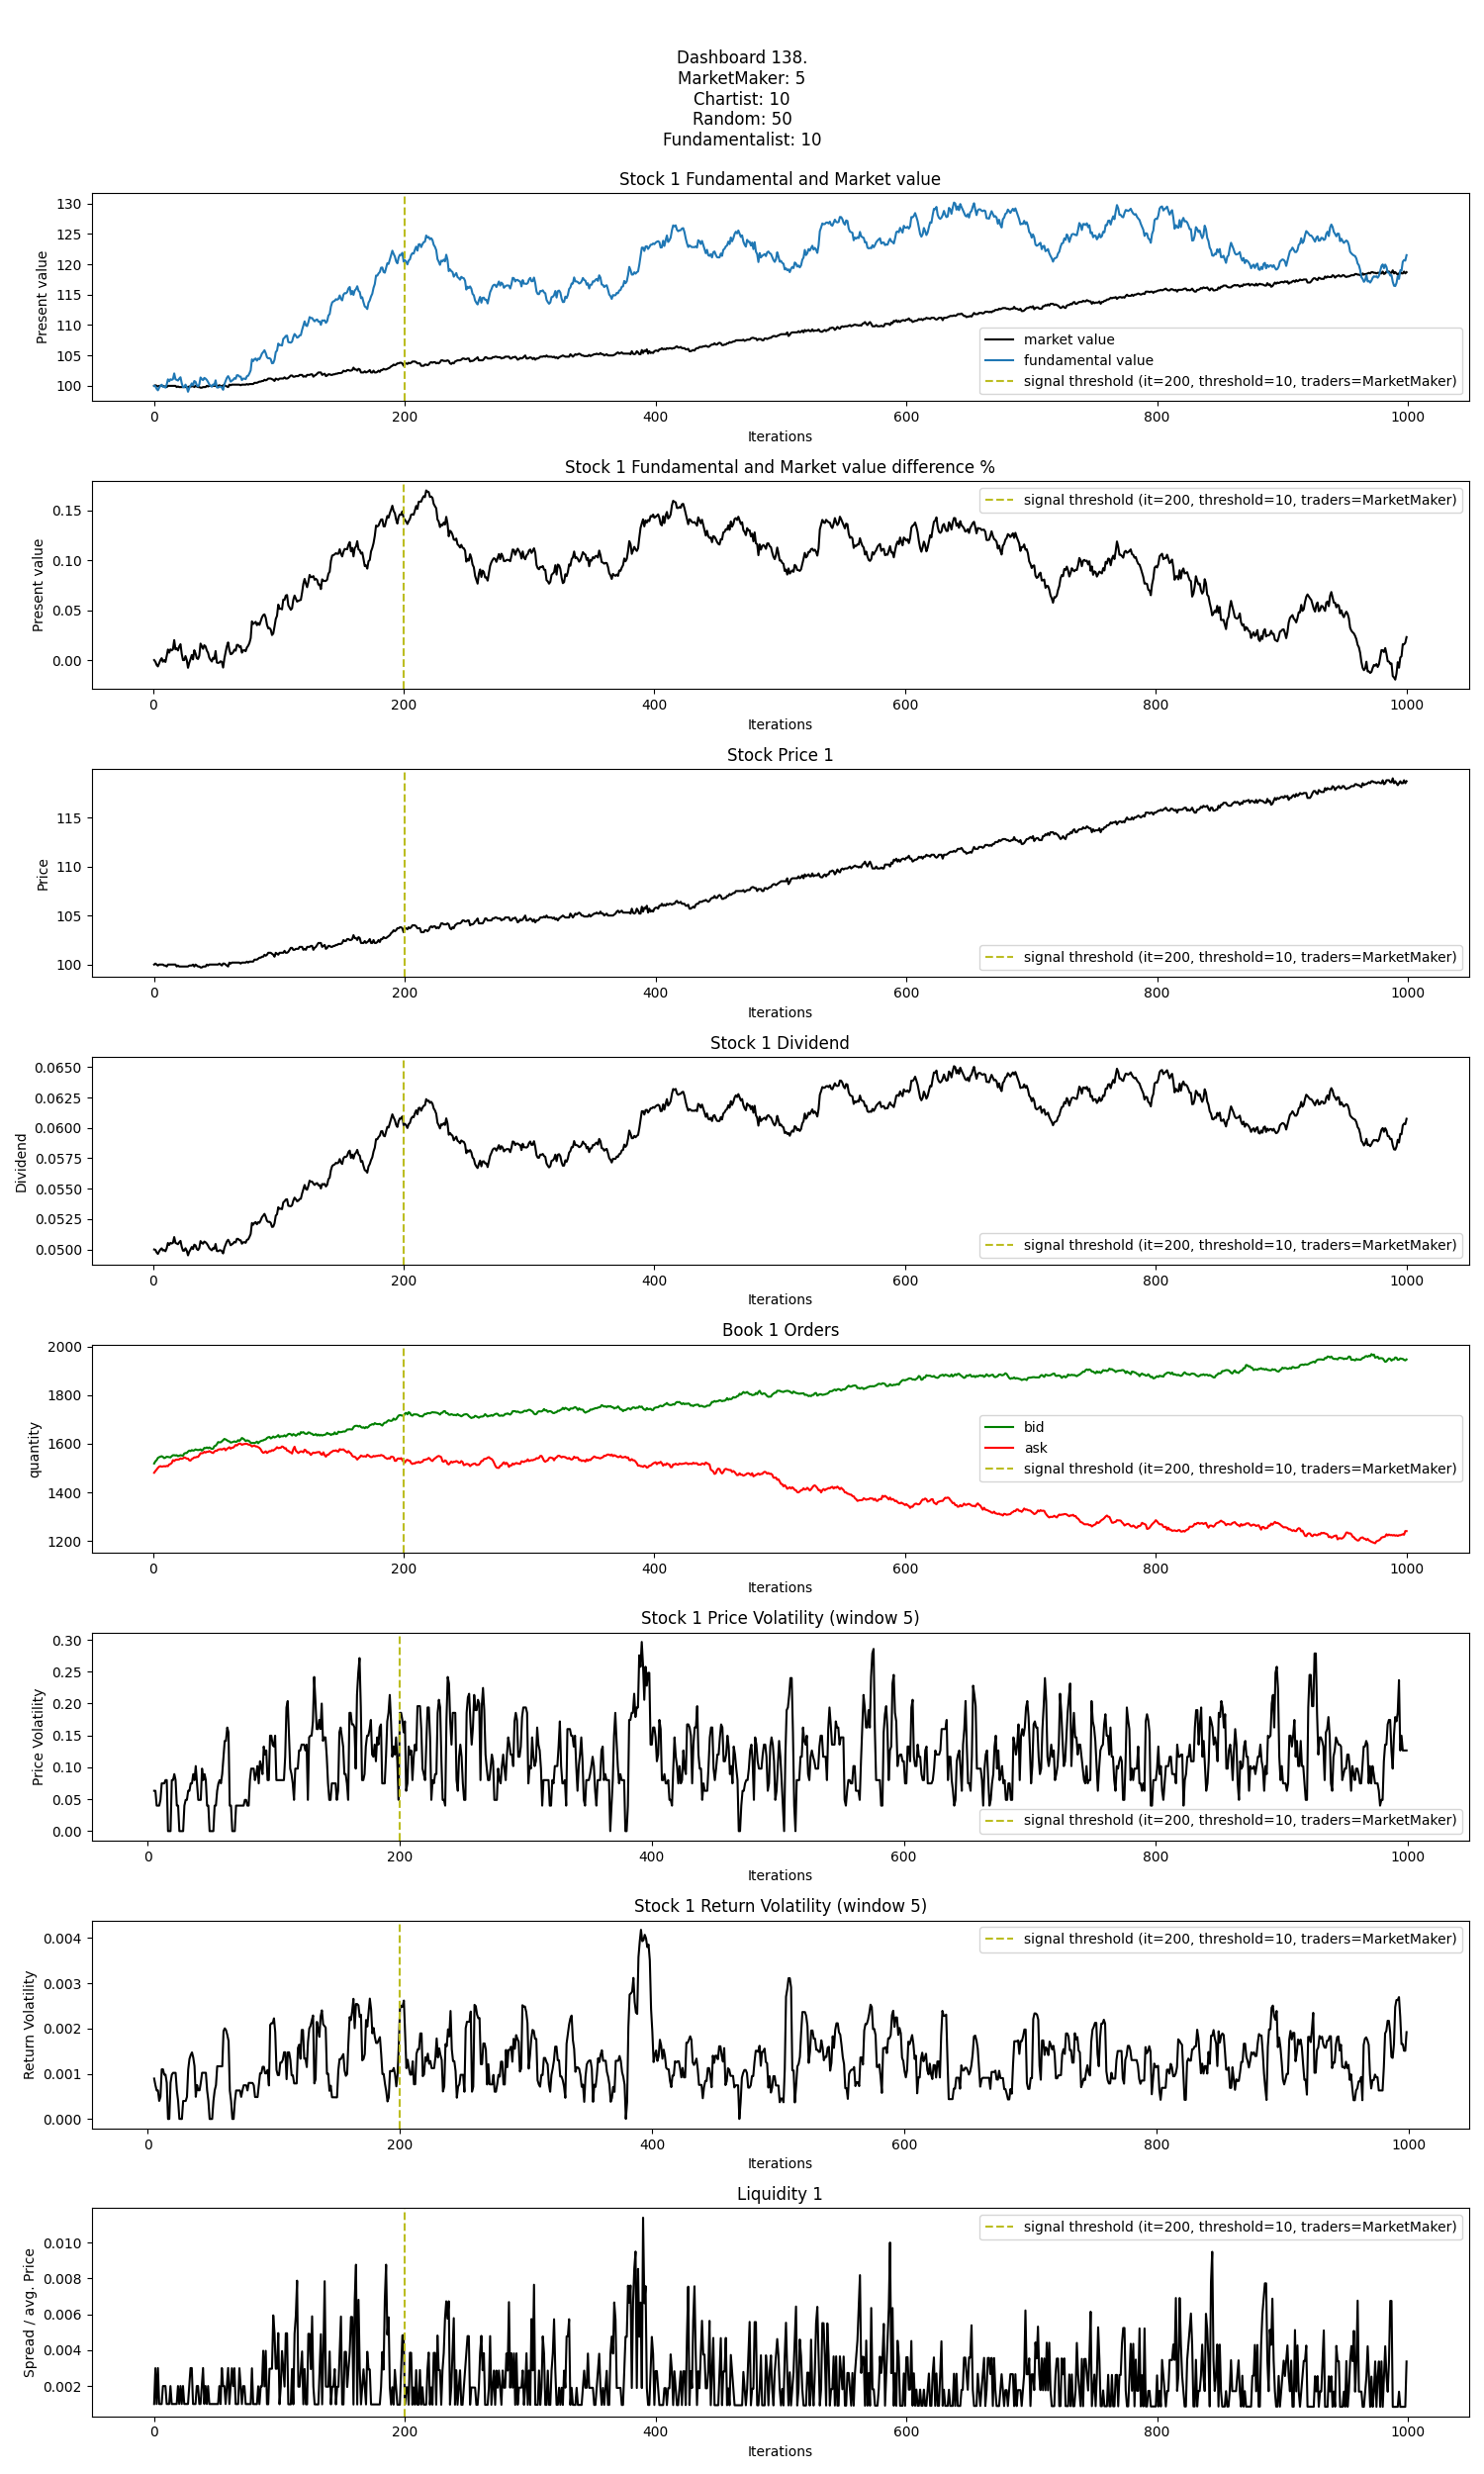 Dashboard 138.
MarketMaker: 5
Chartist: 10
Random: 50
Fundamentalist: 10
Stock 1 Fundamental and Market value
Present value
130
125
120
115
110
105
100
market value
fundamental value
signal threshold (it=200, threshold=10, traders=MarketMaker)
0 200 400 600 800 1000
Iterations
Stock 1 Fundamental and Market value difference %
Present value
0.15
0.10
0.05
0.00
signal threshold (it=200, threshold=10, traders=MarketMaker)
0 200 400 600 800 1000
Iterations
Stock Price 1
Price
115
110
105
100
signal threshold (it=200, threshold=10, traders=MarketMaker)
0 200 400 600 800 1000
Iterations
Stock 1 Dividend
Dividend
0.0650
0.0625
0.0600
0.0575
0.0550
0.0525
0.0500
signal threshold (it=200, threshold=10, traders=MarketMaker)
0 200 400 600 800 1000
Iterations
Book 1 Orders
quantity
2000
1800
1600
1400
1200
bid
ask
signal threshold (it=200, threshold=10, traders=MarketMaker)
0 200 400 600 800 1000
Iterations
Stock 1 Price Volatility (window 5)
Price Volatility
0.30
0.25
0.20
0.15
0.10
0.05
0.00
signal threshold (it=200, threshold=10, traders=MarketMaker)
0 200 400 600 800 1000
Iterations
Stock 1 Return Volatility (window 5)
Return Volatility
0.004
0.003
0.002
0.001
0.000
signal threshold (it=200, threshold=10, traders=MarketMaker)
0 200 400 600 800 1000
Iterations
Liquidity 1
Spread / avg. Price
0.010
0.008
0.006
0.004
0.002
signal threshold (it=200, threshold=10, traders=MarketMaker)
0 200 400 600 800 1000
Iterations